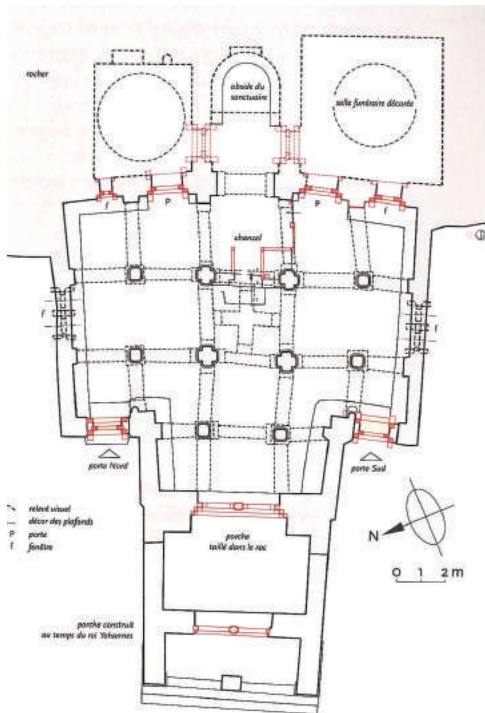 rocher
abside du
sanctuaire
salle funéraire décorée
f
P
P
f
chancel
f
f
porte Nord
porte Sud
relevé visuel
décor des plafonds
P porte
f fenêtre
porche
taillé dans le roc
N
0 1 2 m
porche construit
au temps du roi Yohannes